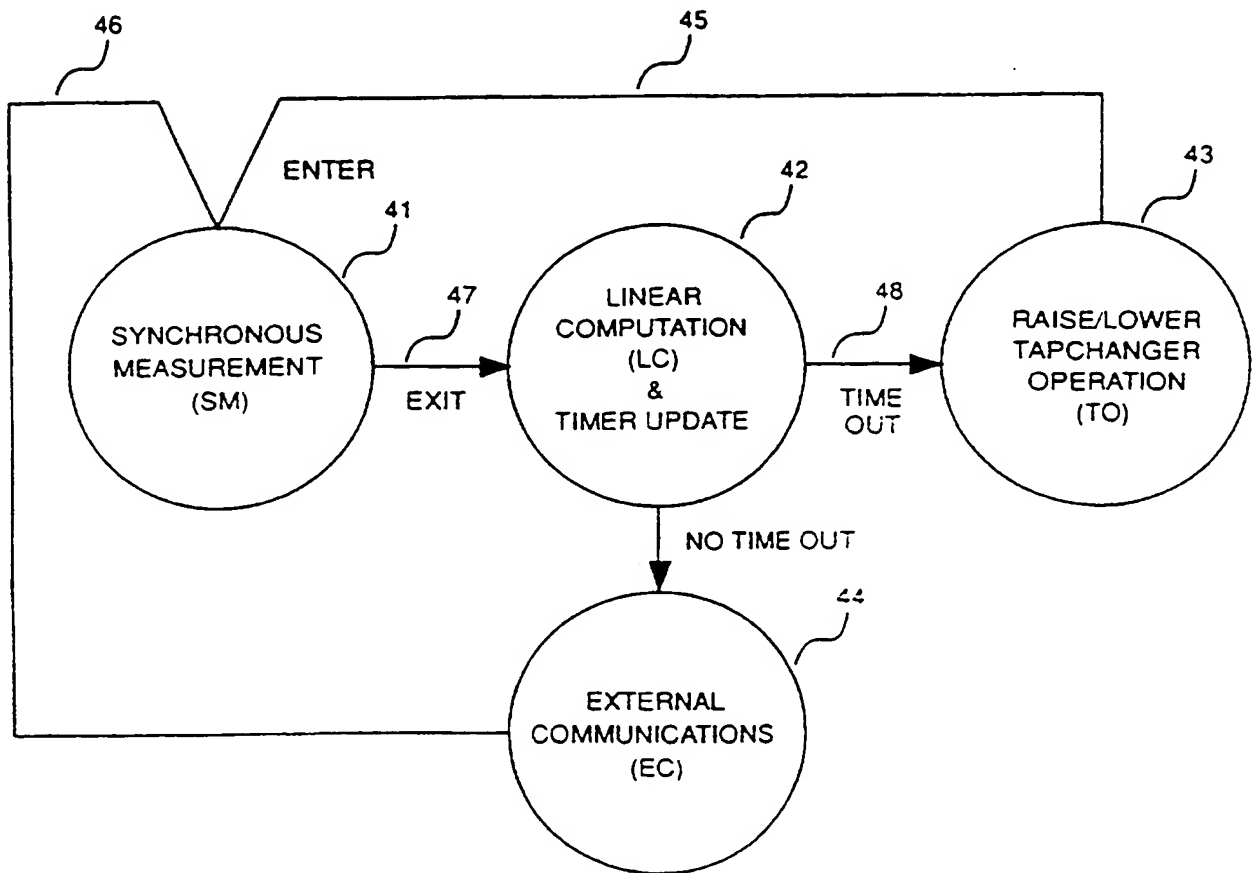 46
45
ENTER
41
42
43
47
48
SYNCHRONOUS
MEASUREMENT
(SM)
EXIT
LINEAR
COMPUTATION
(LC)
&
TIMER UPDATE
TIME
OUT
RAISE/LOWER
TAPCHANGER
OPERATION
(TO)
NO TIME OUT
44
EXTERNAL
COMMUNICATIONS
(EC)